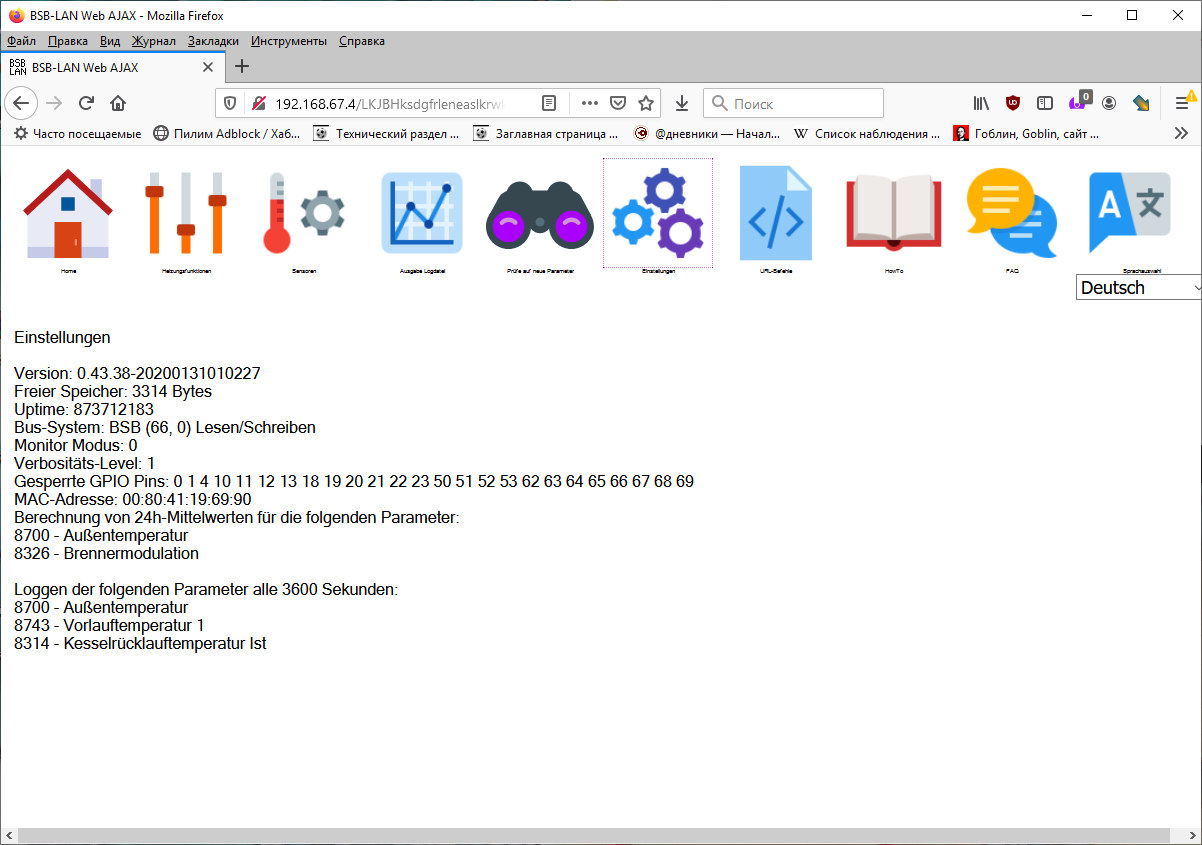 BSB-LAN Web AJAX - Mozilla Firefox
Файл Правка Вид Журнал Закладки Инструменты Справка
BSB LAN BSB-LAN Web AJAX
192.168.67.4/ Поиск 0
Часто посещаемые Пилим Adblock / Хаб... Технический раздел ... Заглавная страница ... @дневники — Начал... W Список наблюдения ... Гоблин, Goblin, сайт ...
Home Heizungsfunktionen Sensoren Ausgabe Logdatei Prüfe auf neue Parameter Einstellungen URL-Befehle HowTo FAQ Sprachauswahl
Deutsch
Einstellungen
Version: 0.43.38-20200131010227
Freier Speicher: 3314 Bytes
Uptime: 873712183
Bus-System: BSB (66, 0) Lesen/Schreiben
Monitor Modus: 0
Verbositäts-Level: 1
Gesperrte GPIO Pins: 0 1 4 10 11 12 13 18 19 20 21 22 23 50 51 52 53 62 63 64 65 66 67 68 69
MAC-Adresse: 00:80:41:19:69:90
Berechnung von 24h-Mittelwerten für die folgenden Parameter:
8700 - Außentemperatur
8326 - Brennermodulation
Loggen der folgenden Parameter alle 3600 Sekunden:
8700 - Außentemperatur
8743 - Vorlauftemperatur 1
8314 - Kesselrücklauftemperatur Ist